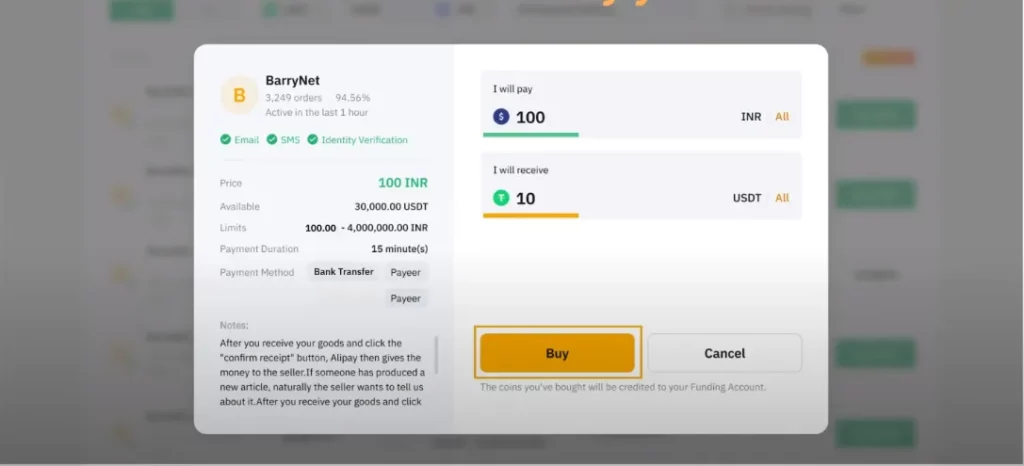 BarryNet
B
3,249 orders 94.56%
Active in the last 1 hour
Email SMS Identity Verification
Price 100 INR
Available 30,000.00 USDT
Limits 100.00 - 4,000,000.00 INR
Payment Duration 15 minute(s)
Payment Method Bank Transfer Payeer
Payeer
Notes:
After you receive your goods and click the
"confirm receipt" button, Alipay then gives the
money to the seller.If someone has produced a
new article, naturally the seller wants to tell us
about it.After you receive your goods and click
I will pay
$ 100 INR All
I will receive
T 10 USDT All
Buy Cancel
The coins you've bought will be credited to your Funding Account.